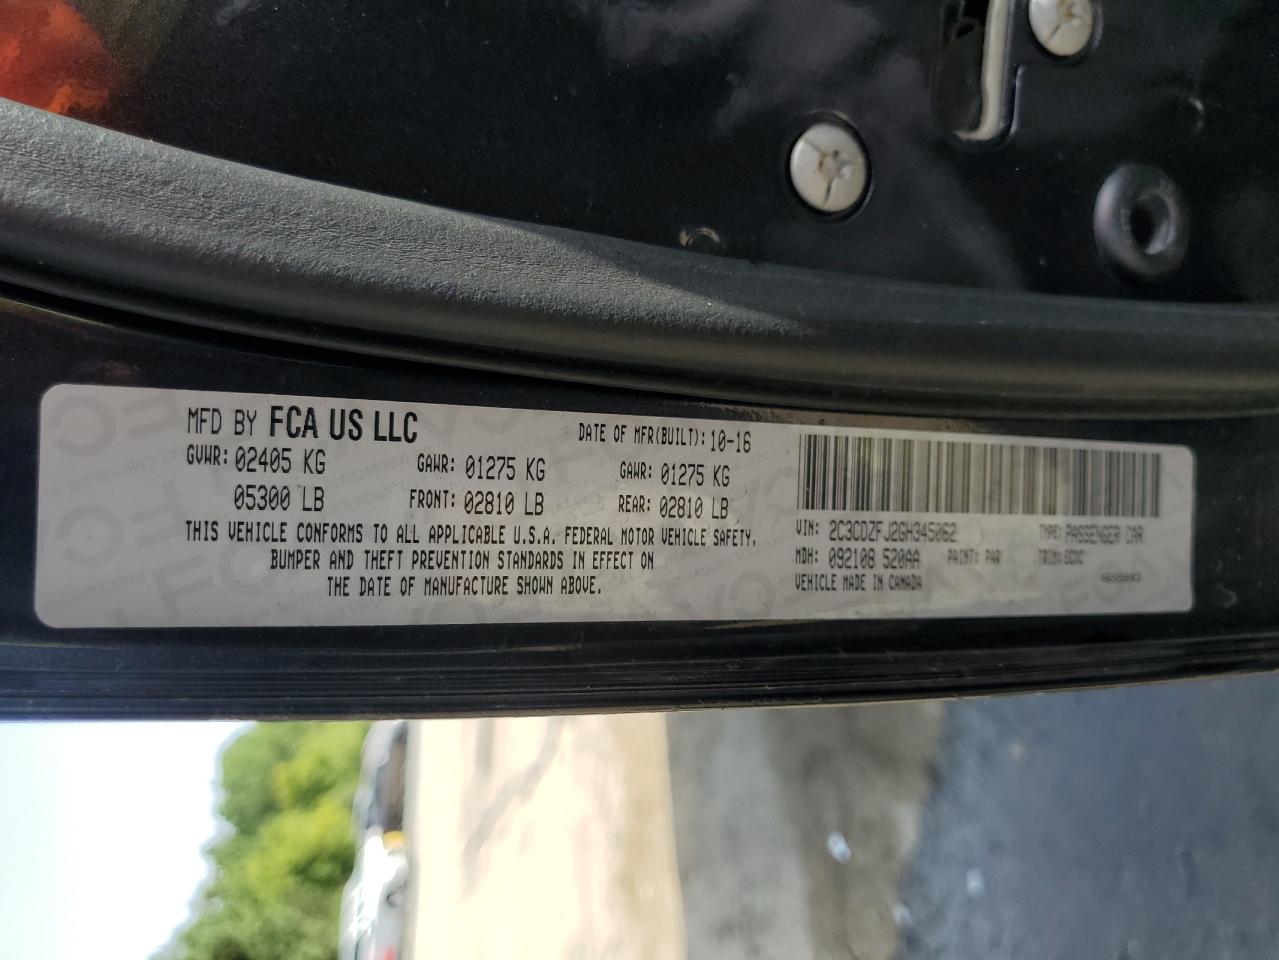 MFD BY FCA US LLC DATE OF MFR(BUILT): 10-16
GVWR: 02405 KG GAWR: 01275 KG GAWR: 01275 KG
05300 LB FRONT: 02810 LB REAR: 02810 LB
THIS VEHICLE CONFORMS TO ALL APPLICABLE U.S.A. FEDERAL MOTOR VEHICLE SAFETY,
BUMPER AND THEFT PREVENTION STANDARDS IN EFFECT ON
THE DATE OF MANUFACTURE SHOWN ABOVE.
VIN: 2C3CDZFJ2GH345062 TYPE: PASSENGER CAR
MDH: 092108 520AA PAINT: PAR TRIM:
VEHICLE MADE IN CANADA